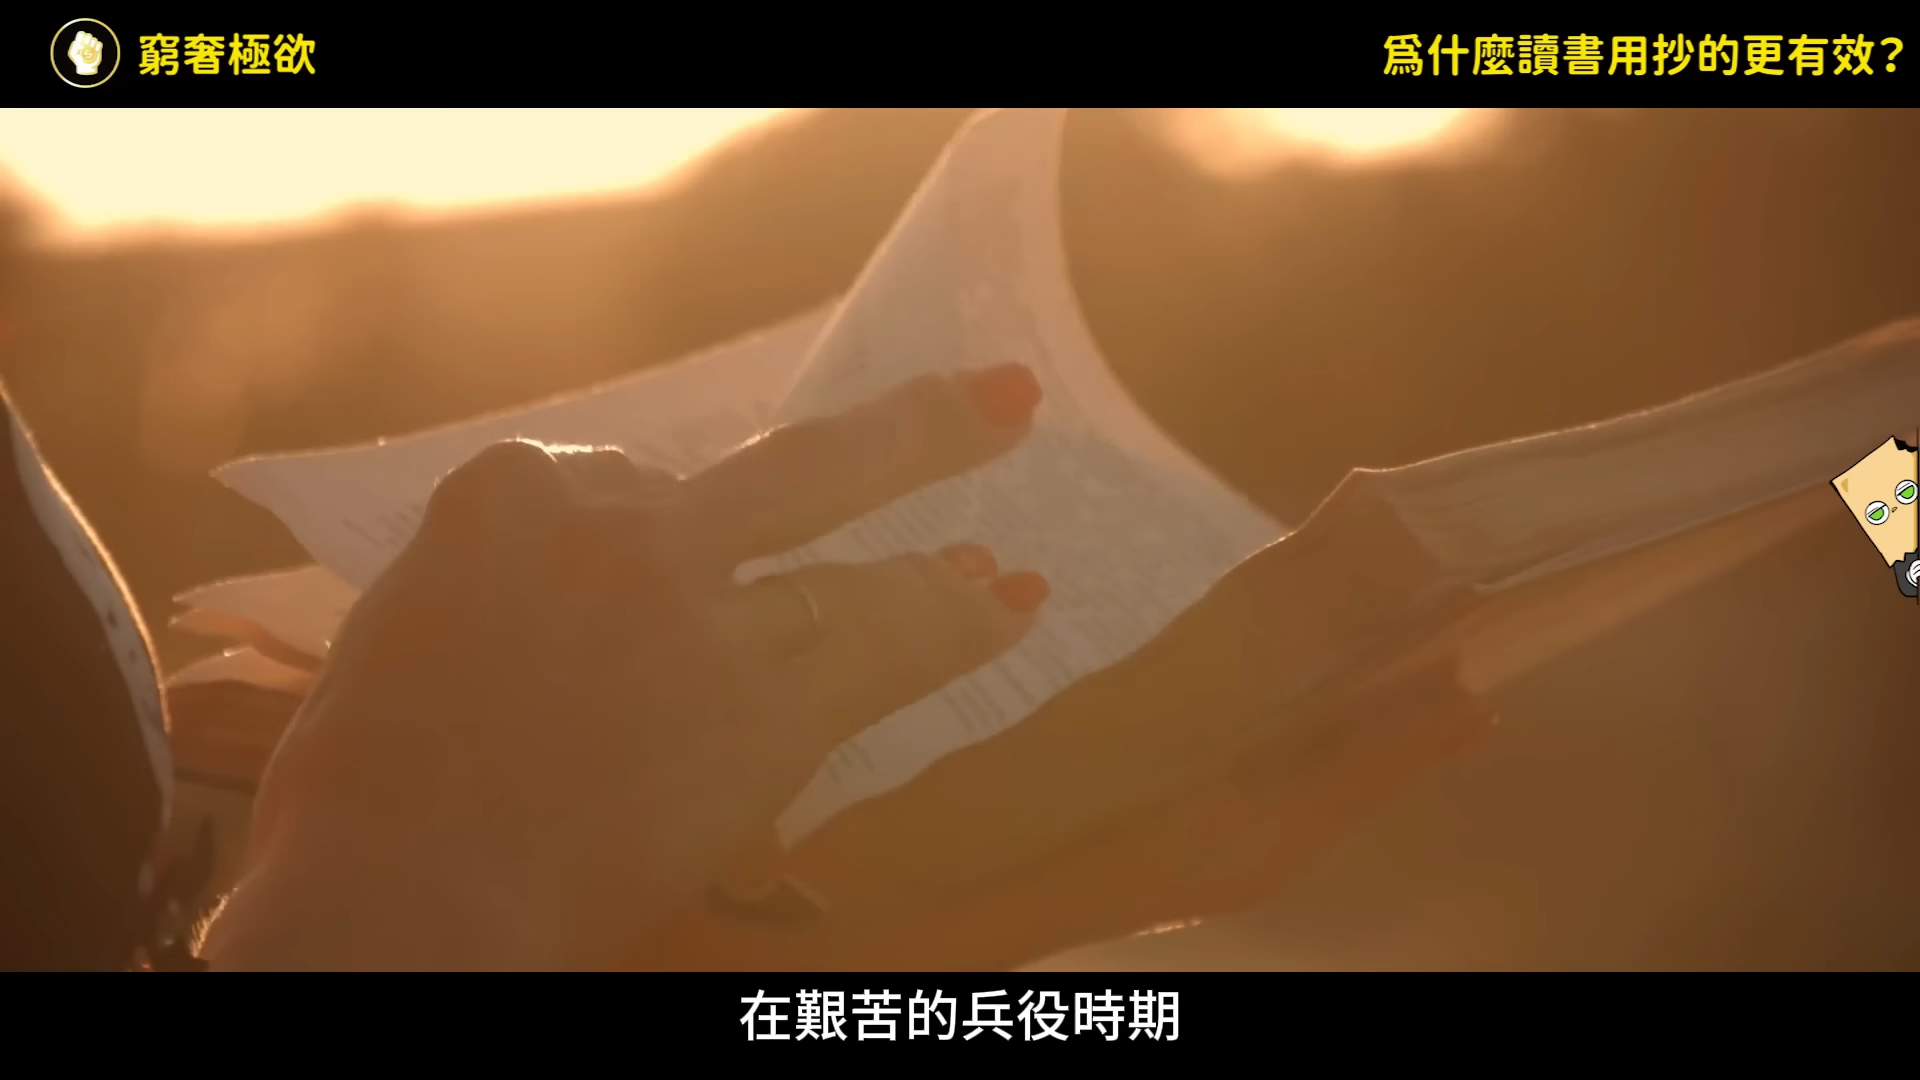 窮奢極欲
爲什麼讀書用抄的更有效？
在艱苦的兵役時期